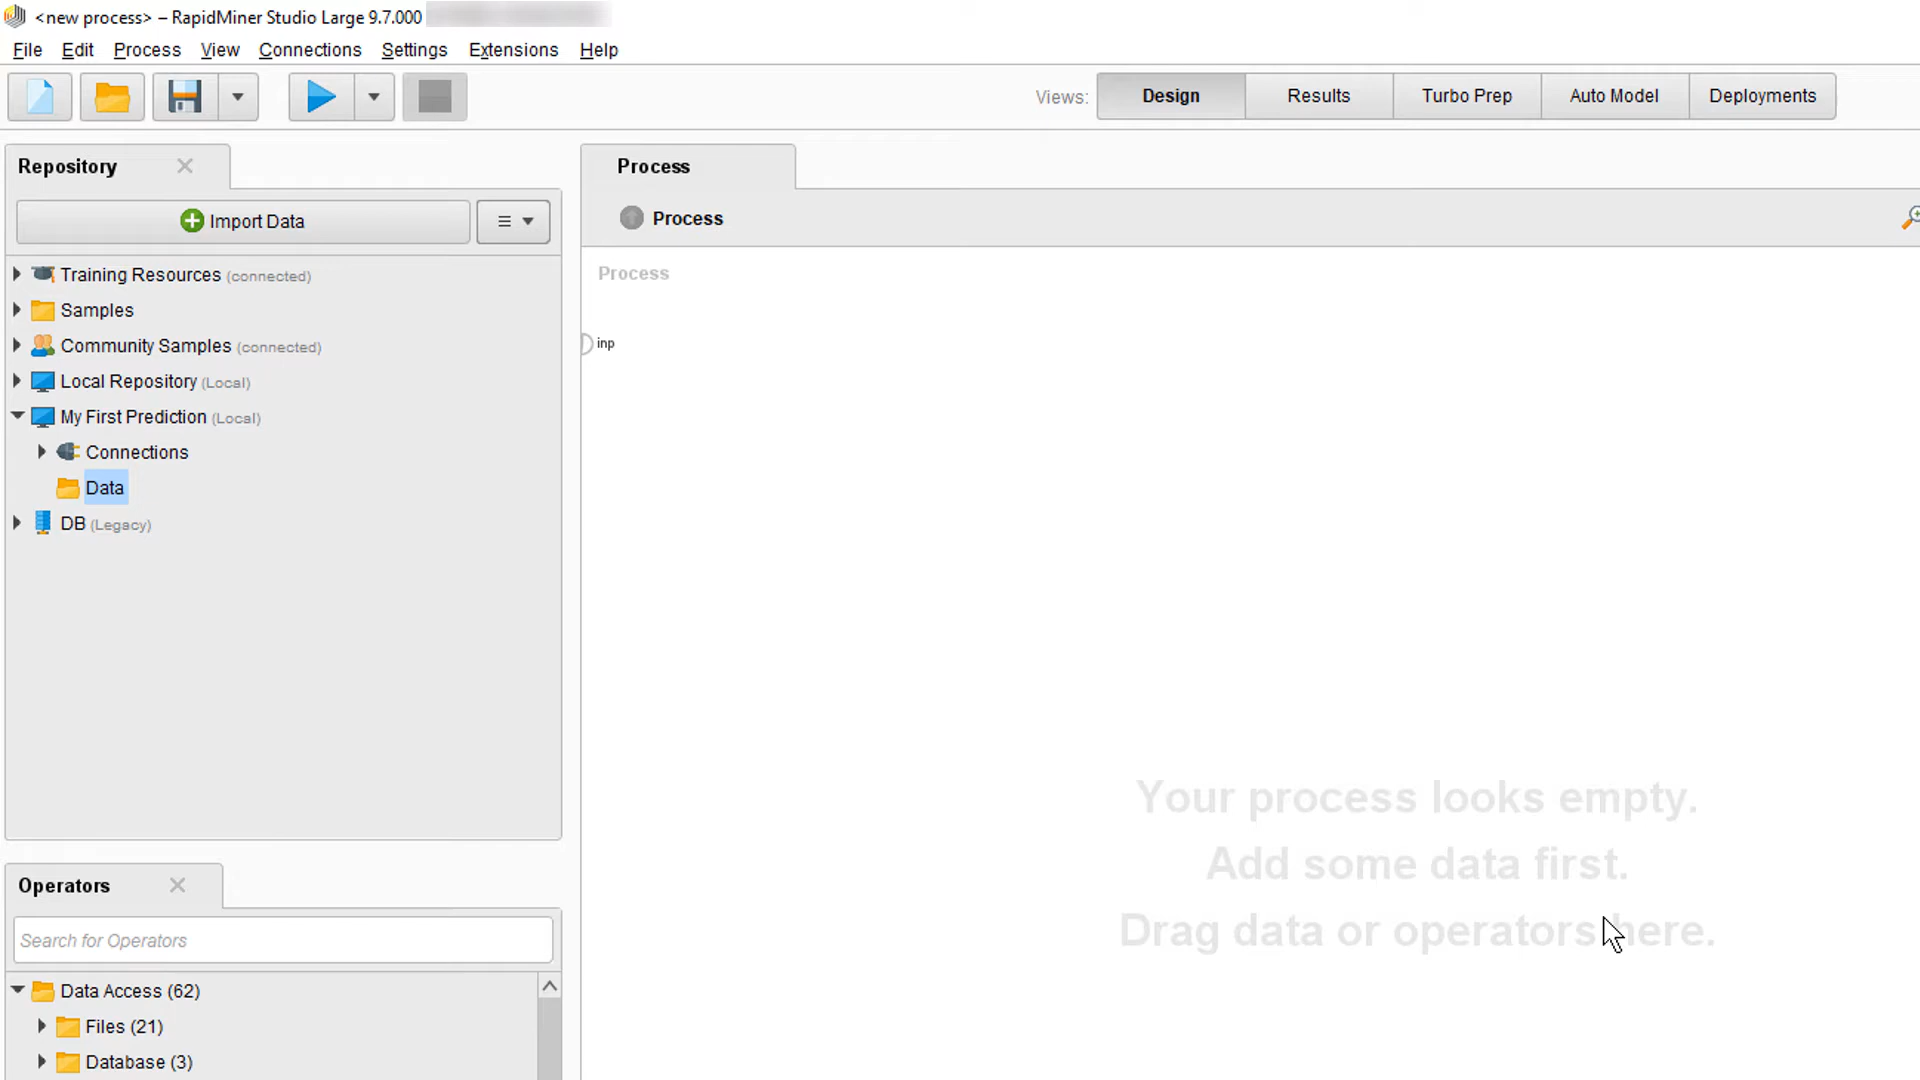 <new process> – RapidMiner Studio Large 9.7.000
File Edit Process View Connections Settings Extensions Help
Views: Design Results Turbo Prep Auto Model Deployments
Repository
Import Data
Training Resources (connected)
Samples
Community Samples (connected)
Local Repository (Local)
My First Prediction (Local)
Connections
Data
DB (Legacy)
Operators
Search for Operators
Data Access (62)
Files (21)
Database (3)
Process
Process
Process
inp
Your process looks empty.
Add some data first.
Drag data or operators here.